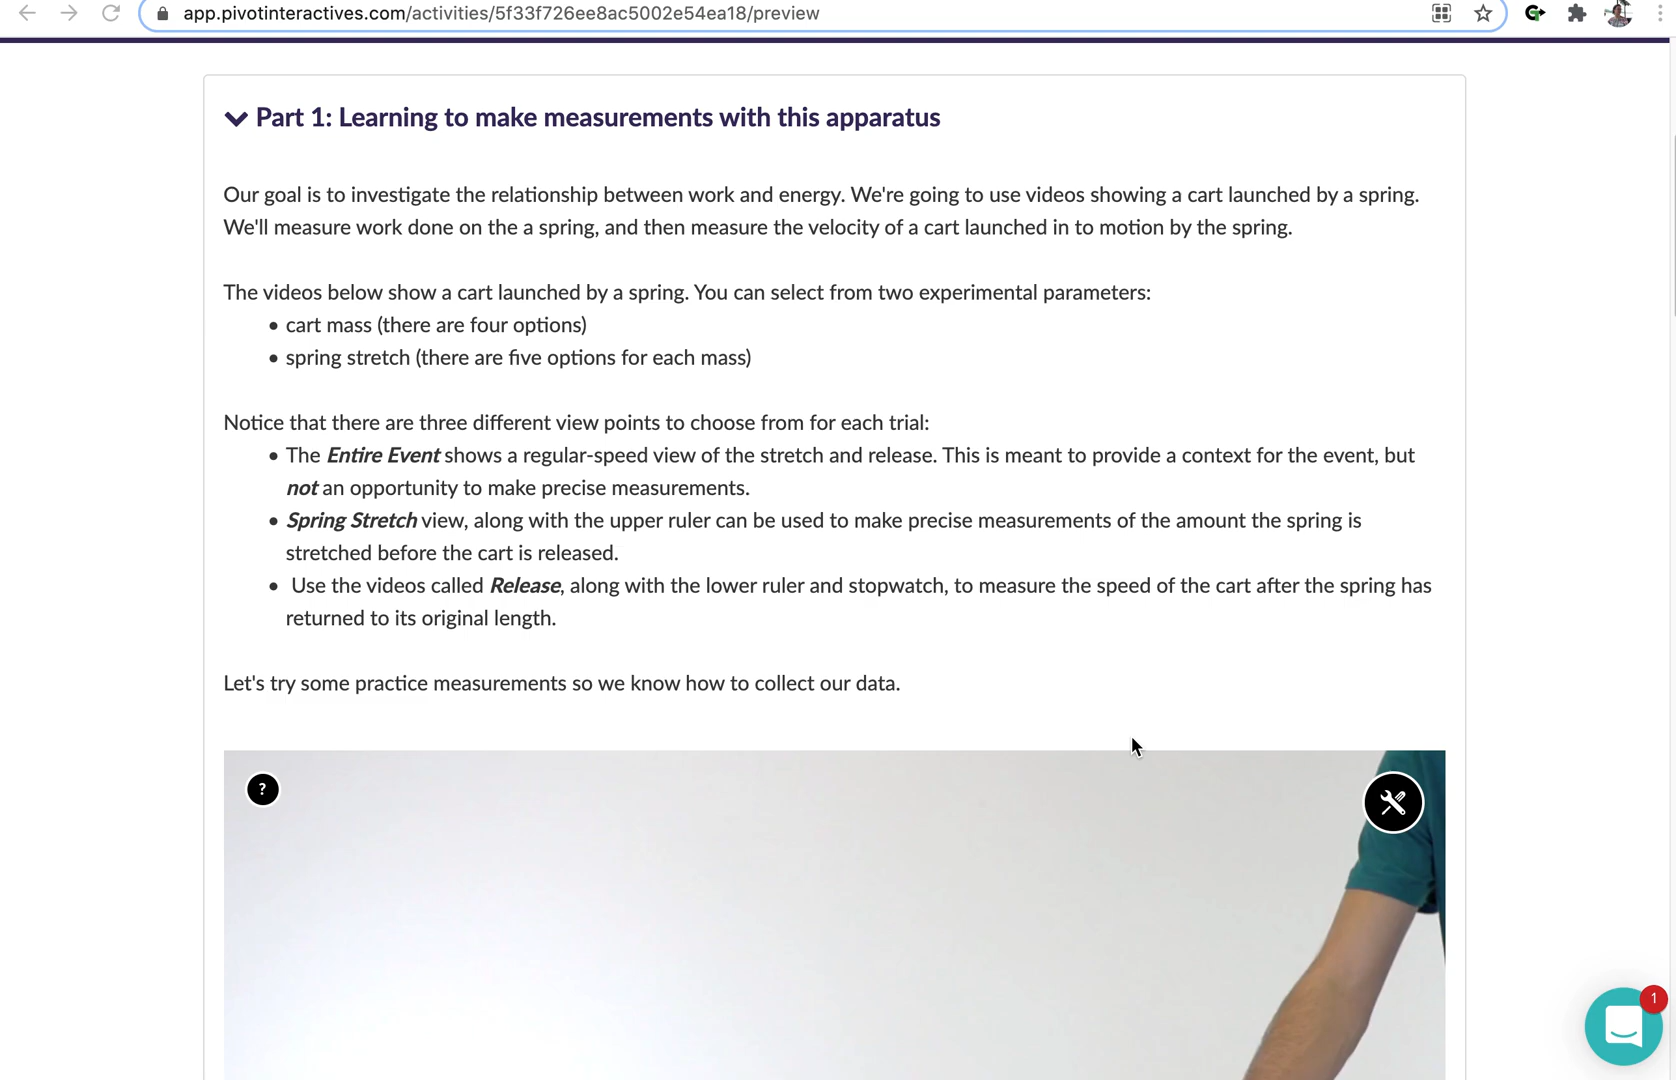 app.pivotinteractives.com/activities/5f33f726ee8ac5002e54ea18/preview
Part 1: Learning to make measurements with this apparatus
Our goal is to investigate the relationship between work and energy. We're going to use videos showing a cart launched by a spring.
We'll measure work done on the a spring, and then measure the velocity of a cart launched in to motion by the spring.
The videos below show a cart launched by a spring. You can select from two experimental parameters:
• cart mass (there are four options)
• spring stretch (there are five options for each mass)
Notice that there are three different view points to choose from for each trial:
• The Entire Event shows a regular-speed view of the stretch and release. This is meant to provide a context for the event, but
not an opportunity to make precise measurements.
• Spring Stretch view, along with the upper ruler can be used to make precise measurements of the amount the spring is
stretched before the cart is released.
• Use the videos called Release, along with the lower ruler and stopwatch, to measure the speed of the cart after the spring has
returned to its original length.
Let's try some practice measurements so we know how to collect our data.
?
1